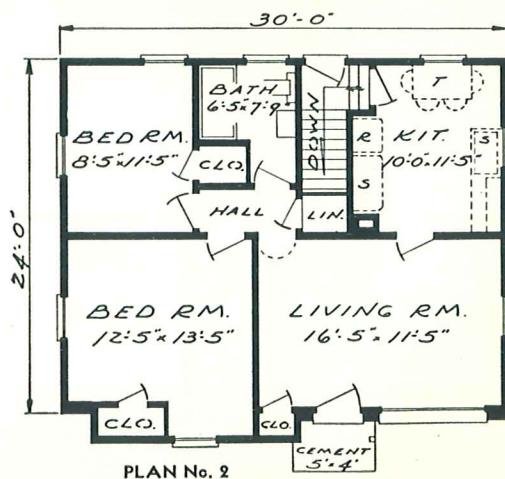 30'-0"
24'-0"
BATH
6'-5"x7'-9"
BED RM.
8'-5"x11'-5"
CLO.
DOWN
T
R
S
KIT.
10'-0"x11'-5"
S
HALL
LIN.
BED RM.
12'-5"x13'-5"
LIVING RM.
16'-5"x11'-5"
CLO.
CLO.
CEMENT
5'x4'
PLAN No. 2